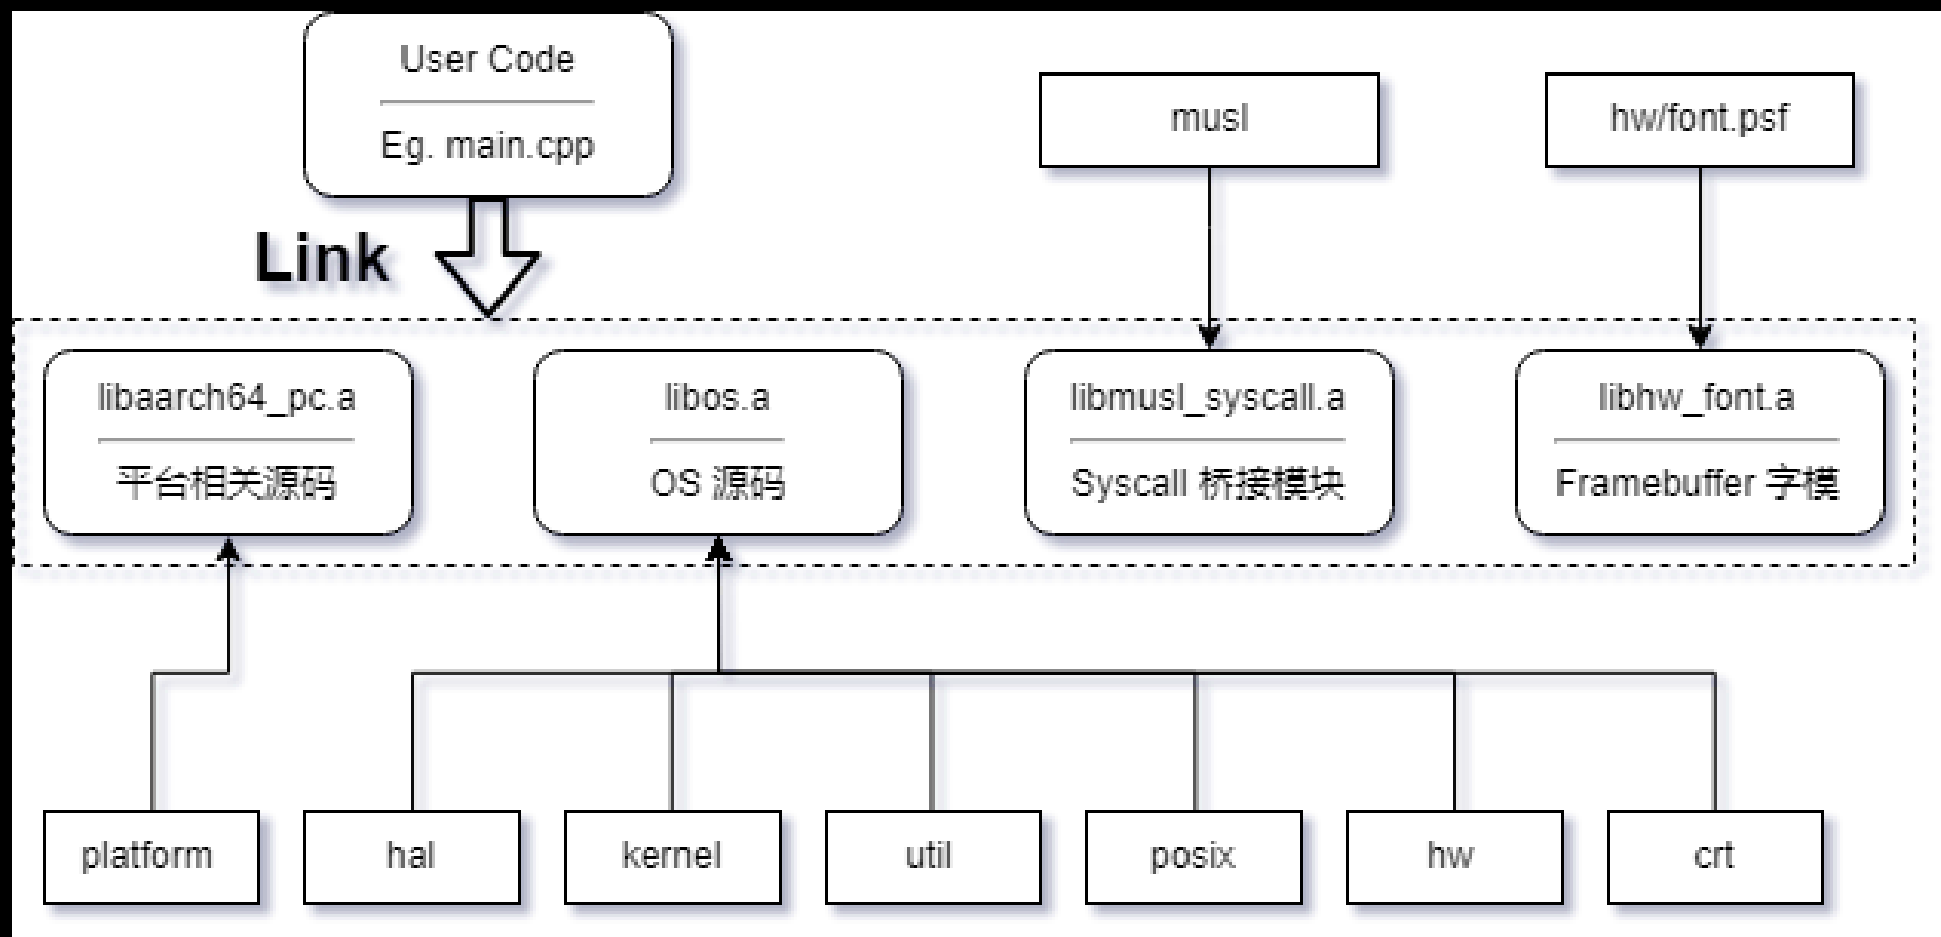 User Code
Eg. main.cpp
musl
hw/font.psf
Link
libaarch64_pc.a
平台相关源码
libos.a
OS 源码
libmusl_syscall.a
Syscall 桥接模块
libhw_font.a
Framebuffer 字模
platform
hal
kernel
util
posix
hw
crt